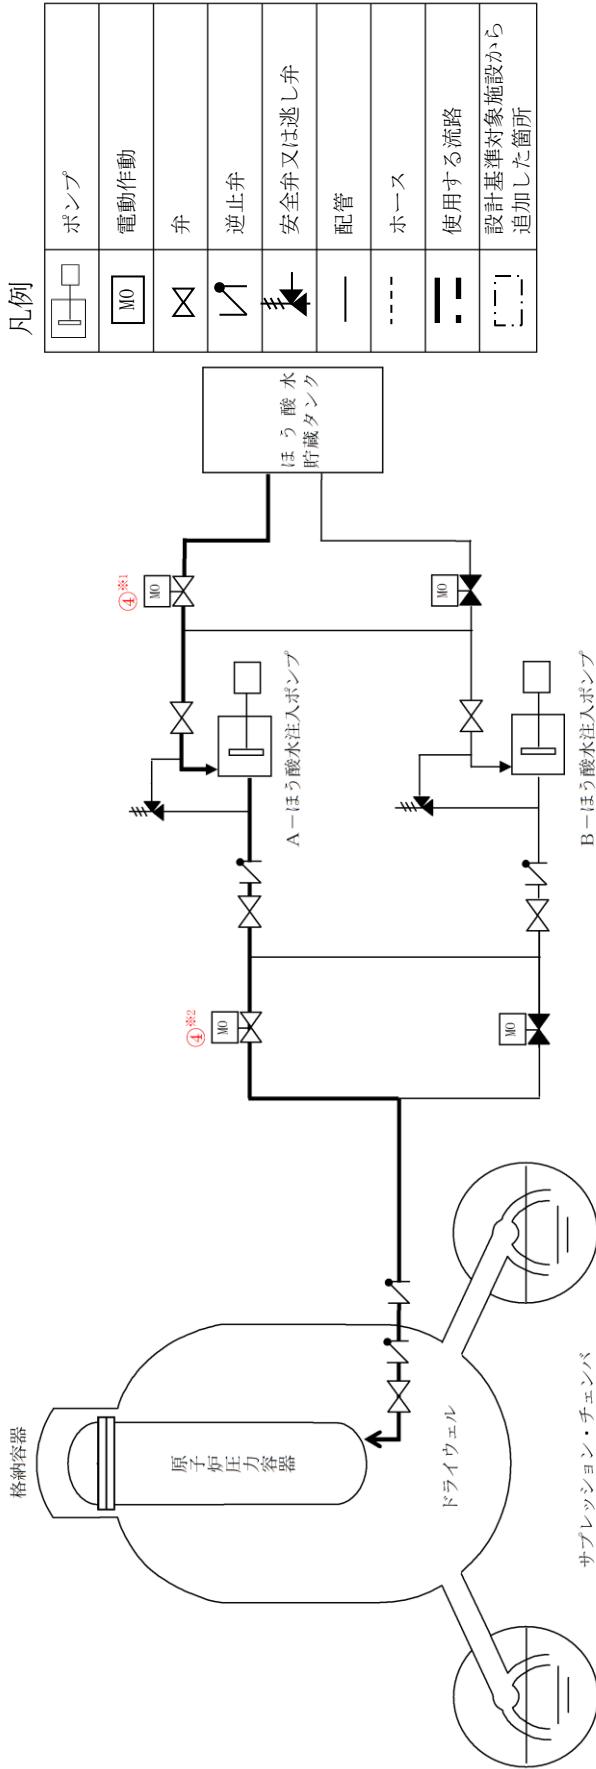 凡例
ポンプ
MO
電動作動
弁
逆止弁
安全弁又は逃し弁
配管
ホース
使用する流路
設計基準対象施設から
追加した箇所
格納容器
原子炉圧力容器
ドライウェル
サプレッション・チェンバ
④※2
MO
MO
④※1
MO
MO
A－ほう酸水注入ポンプ
B－ほう酸水注入ポンプ
ほう酸水
貯蔵タンク